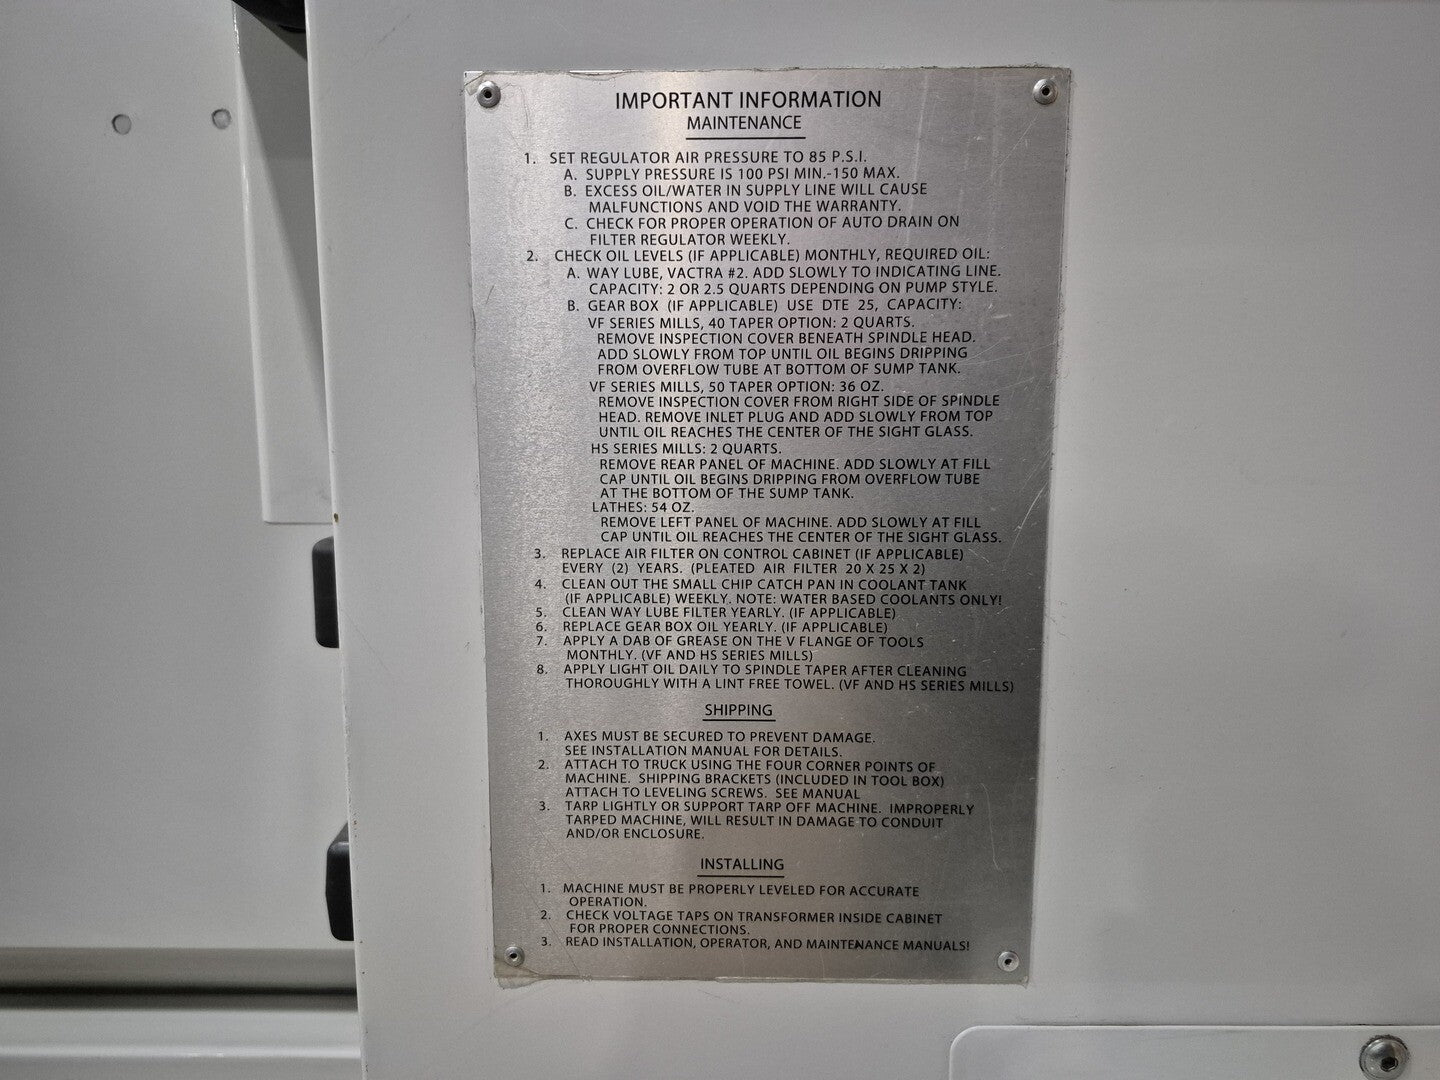 IMPORTANT INFORMATION
MAINTENANCE
1. SET REGULATOR AIR PRESSURE TO 85 P.S.I.
A. SUPPLY PRESSURE IS 100 PSI MIN.-150 MAX.
B. EXCESS OIL/WATER IN SUPPLY LINE WILL CAUSE
MALFUNCTIONS AND VOID THE WARRANTY.
C. CHECK FOR PROPER OPERATION OF AUTO DRAIN ON
FILTER REGULATOR WEEKLY.
2. CHECK OIL LEVELS (IF APPLICABLE) MONTHLY, REQUIRED OIL:
A. WAY LUBE, VACTRA #2. ADD SLOWLY TO INDICATING LINE.
CAPACITY: 2 OR 2.5 QUARTS DEPENDING ON PUMP STYLE.
B. GEAR BOX (IF APPLICABLE) USE DTE 25, CAPACITY:
VF SERIES MILLS, 40 TAPER OPTION: 2 QUARTS.
REMOVE INSPECTION COVER BENEATH SPINDLE HEAD.
ADD SLOWLY FROM TOP UNTIL OIL BEGINS DRIPPING
FROM OVERFLOW TUBE AT BOTTOM OF SUMP TANK.
VF SERIES MILLS, 50 TAPER OPTION: 36 OZ.
REMOVE INSPECTION COVER FROM RIGHT SIDE OF SPINDLE
HEAD. REMOVE INLET PLUG AND ADD SLOWLY FROM TOP
UNTIL OIL REACHES THE CENTER OF THE SIGHT GLASS.
HS SERIES MILLS: 2 QUARTS.
REMOVE REAR PANEL OF MACHINE. ADD SLOWLY AT FILL
CAP UNTIL OIL BEGINS DRIPPING FROM OVERFLOW TUBE
AT THE BOTTOM OF THE SUMP TANK.
LATHES: 54 OZ.
REMOVE LEFT PANEL OF MACHINE. ADD SLOWLY AT FILL
CAP UNTIL OIL REACHES THE CENTER OF THE SIGHT GLASS.
3. REPLACE AIR FILTER ON CONTROL CABINET (IF APPLICABLE)
EVERY (2) YEARS. (PLEATED AIR FILTER 20 X 25 X 2)
4. CLEAN OUT THE SMALL CHIP CATCH PAN IN COOLANT TANK
(IF APPLICABLE) WEEKLY. NOTE: WATER BASED COOLANTS ONLY!
5. CLEAN WAY LUBE FILTER YEARLY. (IF APPLICABLE)
6. REPLACE GEAR BOX OIL YEARLY. (IF APPLICABLE)
7. APPLY A DAB OF GREASE ON THE V FLANGE OF TOOLS
MONTHLY. (VF AND HS SERIES MILLS)
8. APPLY LIGHT OIL DAILY TO SPINDLE TAPER AFTER CLEANING
THOROUGHLY WITH A LINT FREE TOWEL. (VF AND HS SERIES MILLS)
SHIPPING
1. AXES MUST BE SECURED TO PREVENT DAMAGE.
SEE INSTALLATION MANUAL FOR DETAILS.
2. ATTACH TO TRUCK USING THE FOUR CORNER POINTS OF
MACHINE. SHIPPING BRACKETS (INCLUDED IN TOOL BOX)
ATTACH TO LEVELING SCREWS. SEE MANUAL
3. TARP LIGHTLY OR SUPPORT TARP OFF MACHINE. IMPROPERLY
TARPED MACHINE, WILL RESULT IN DAMAGE TO CONDUIT
AND/OR ENCLOSURE.
INSTALLING
1. MACHINE MUST BE PROPERLY LEVELED FOR ACCURATE
OPERATION.
2. CHECK VOLTAGE TAPS ON TRANSFORMER INSIDE CABINET
FOR PROPER CONNECTIONS.
3. READ INSTALLATION, OPERATOR, AND MAINTENANCE MANUALS!